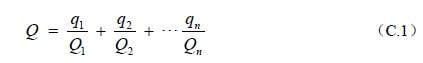 Q = q₁/Q₁ + q₂/Q₂ + ⋯ qₙ/Qₙ (C.1)